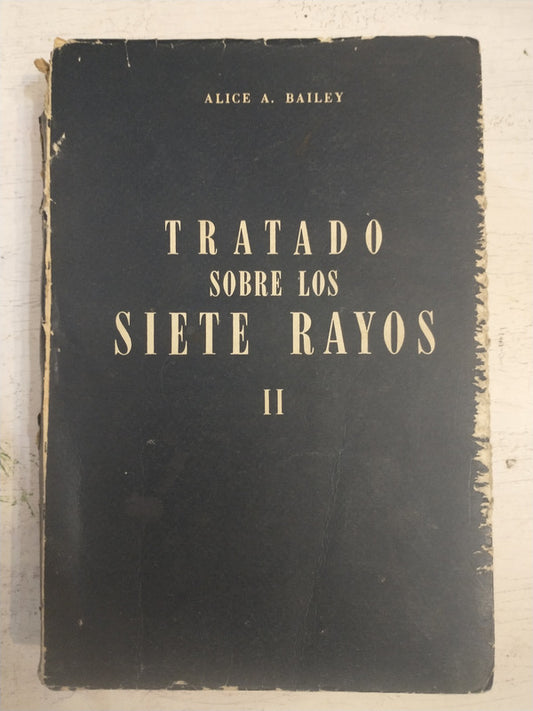 ALICE A. BAILEY
TRATADO
SOBRE LOS
SIETE RAYOS
II